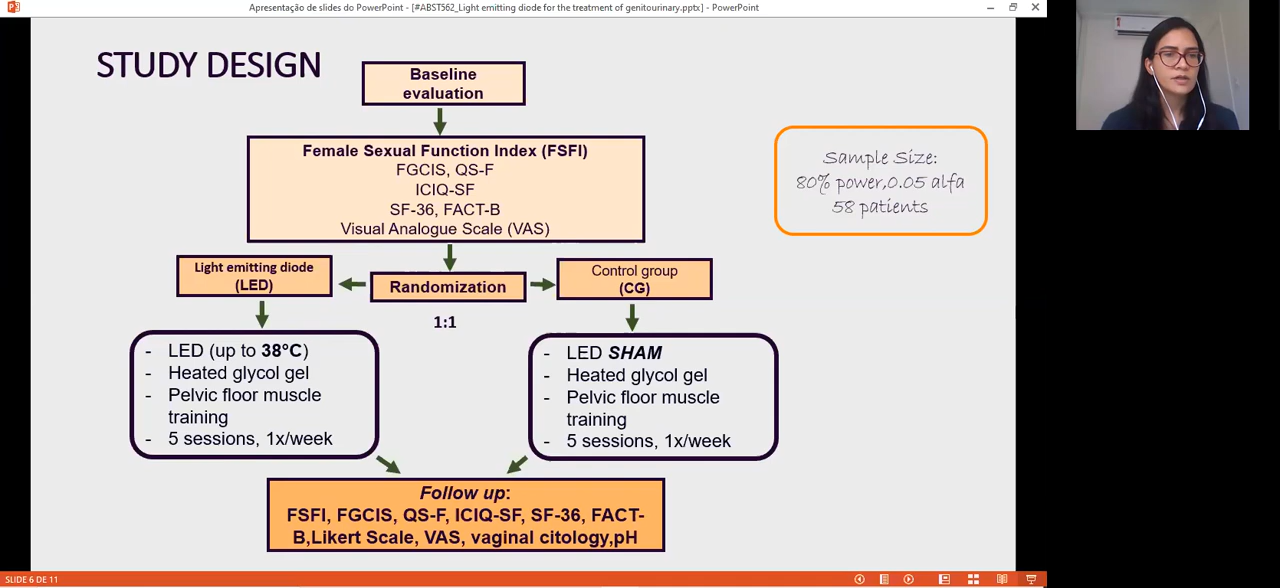 Apresentação de slides do PowerPoint - [#ABST562_Light emitting diode for the treatment of genitourinary.pptx] - PowerPoint
STUDY DESIGN
Baseline
evaluation
Female Sexual Function Index (FSFI)
FGCIS, QS-F
ICIQ-SF
SF-36, FACT-B
Visual Analogue Scale (VAS)
Sample Size:
80% power,0.05 alfa
58 patients
Light emitting diode
(LED)
Randomization
1:1
Control group
(CG)
- LED (up to 38°C)
- Heated glycol gel
- Pelvic floor muscle
training
- 5 sessions, 1x/week
- LED SHAM
- Heated glycol gel
- Pelvic floor muscle
training
- 5 sessions, 1x/week
Follow up:
FSFI, FGCIS, QS-F, ICIQ-SF, SF-36, FACT-
B,Likert Scale, VAS, vaginal citology,pH
SLIDE 6 DE 11